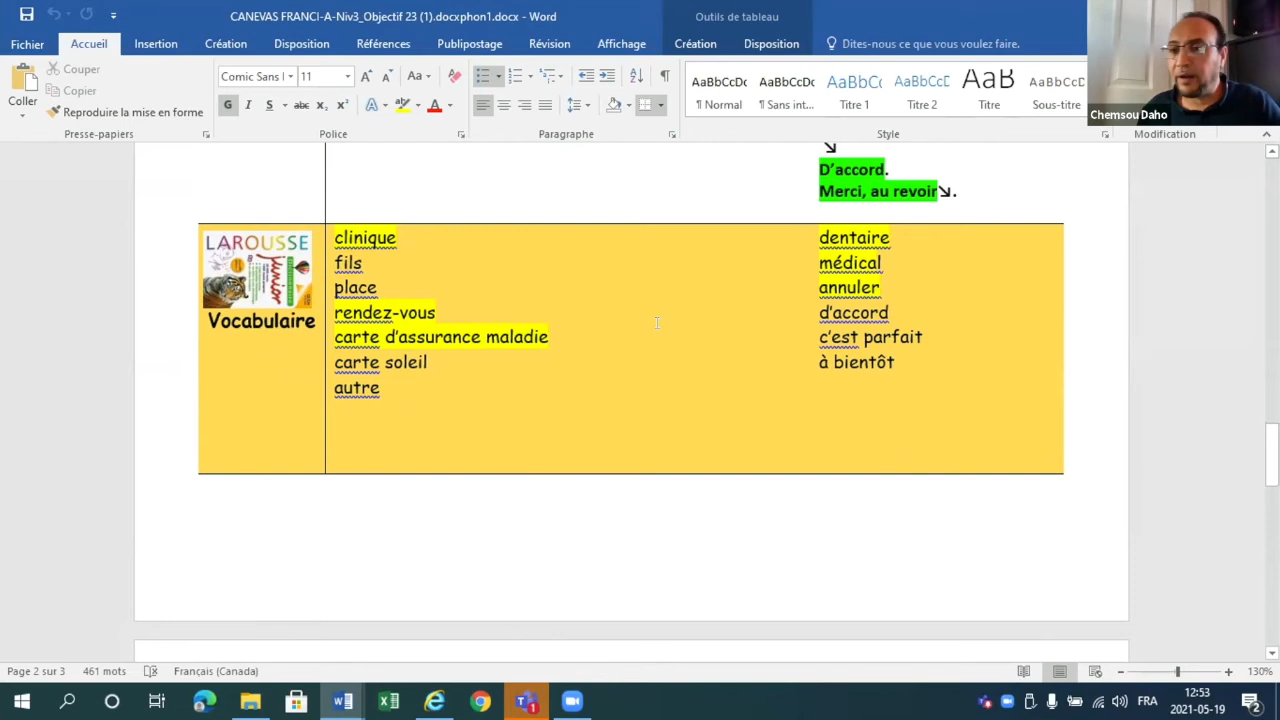 CANEVAS FRANCI-A-Niv3_Objectif 23 (1).docxphon1.docx - Word
Outils de tableau
Fichier Accueil Insertion Création Disposition Références Publipostage Révision Affichage Création Disposition Dites-nous ce que vous voulez faire.
Coller
Couper
Copier
Reproduire la mise en forme
Comic Sans 11
G I S abc x₂ x²
AaBbCcDc AaBbCcDc AaBbCc AaBbCcD AaB AaBbCcD
¶ Normal ¶ Sans int... Titre 1 Titre 2 Titre Sous-titre
Presse-papiers Police Paragraphe Style Modification
Chemsou Daho
D'accord.
Merci, au revoir↘.
LAROUSSE
junior
Vocabulaire
clinique
fils
place
rendez-vous
carte d'assurance maladie
carte soleil
autre
dentaire
médical
annuler
d'accord
c'est parfait
à bientôt
Page 2 sur 3 461 mots Français (Canada) 130%
FRA
12:53
2021-05-19